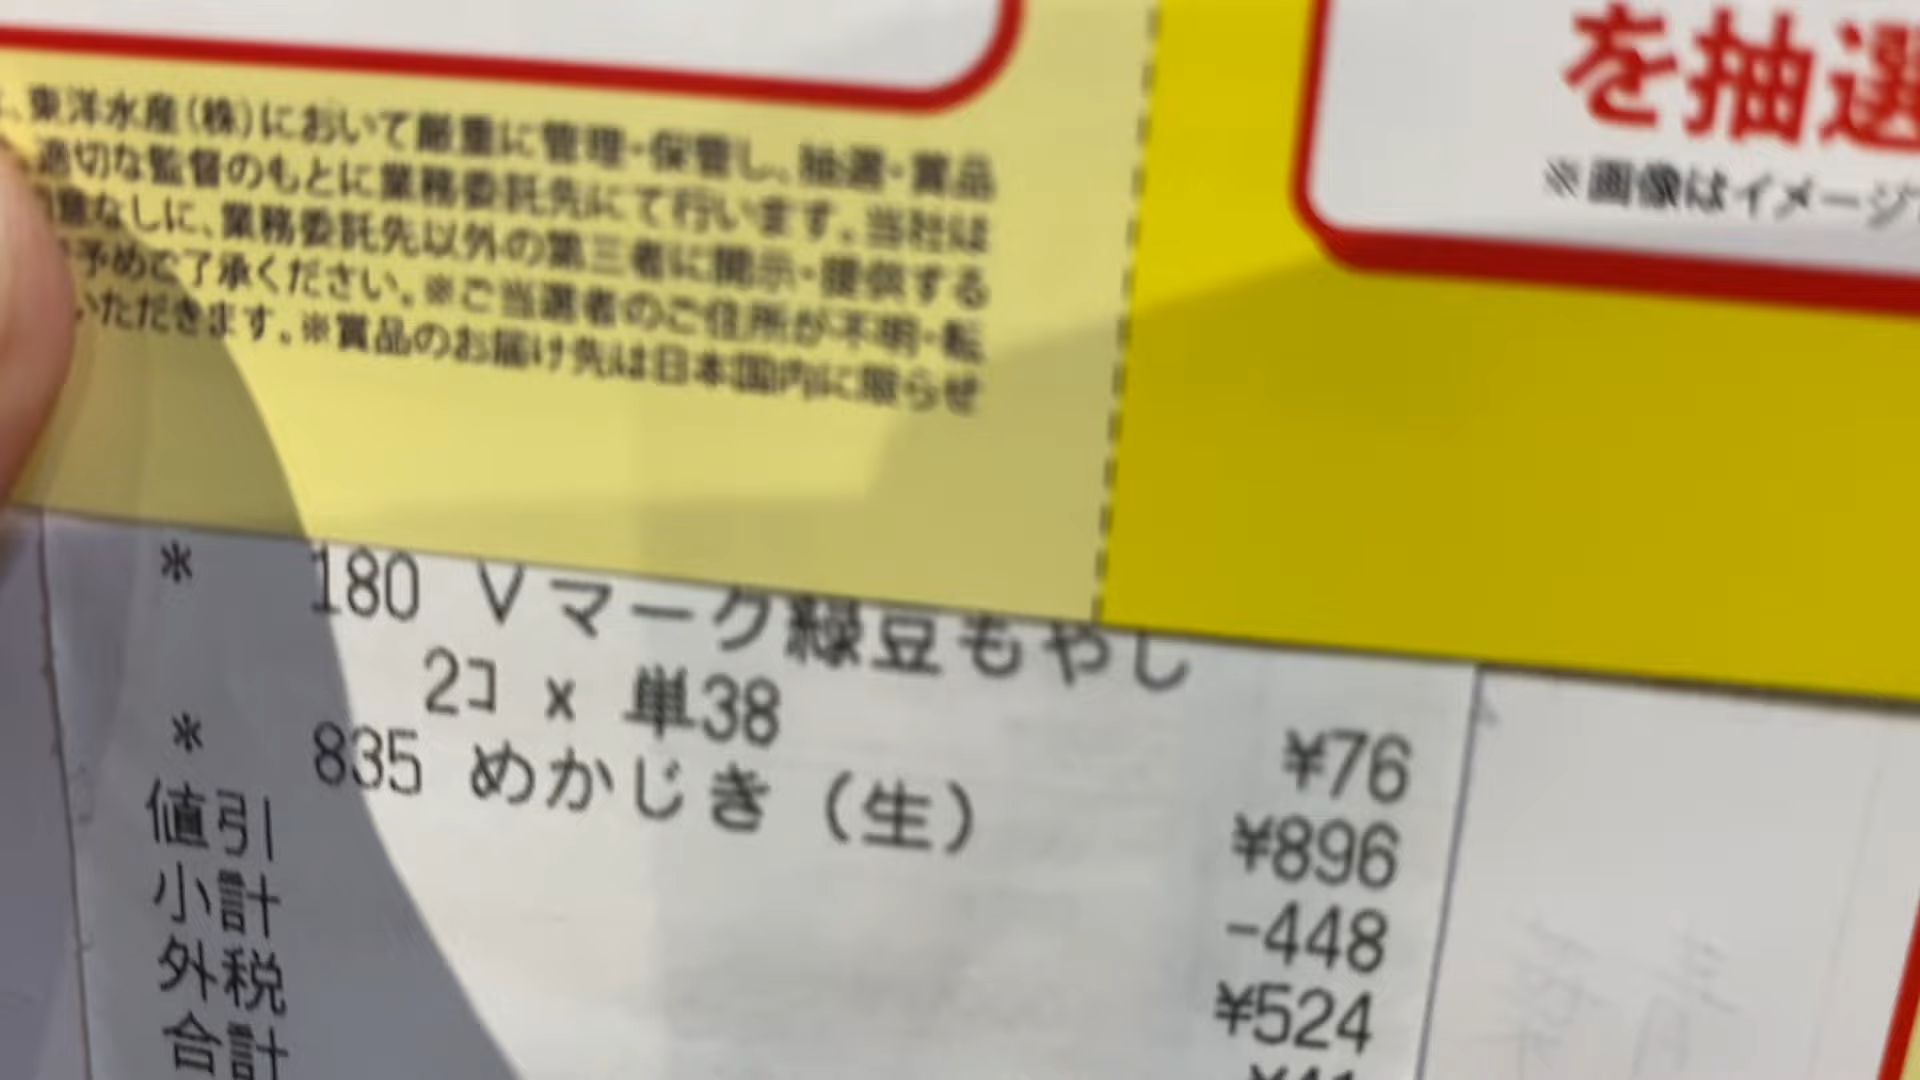 、東洋水産(株)において厳重に管理・保管し、抽選・賞品
適切な監督のもとに業務委託先にて行います。当社は
なしに、業務委託先以外の第三者に開示・提供する
予めご了承ください。※ご当選者のご住所が不明・転
いただきます。※賞品のお届け先は日本国内に限らせ
を抽選
※画像はイメージ
* 180 Vマーク緑豆もやし
2コ x 単38 ¥76
* 835 めかじき(生) ¥896
値引 -448
小計 ¥524
外税 ¥41
合計